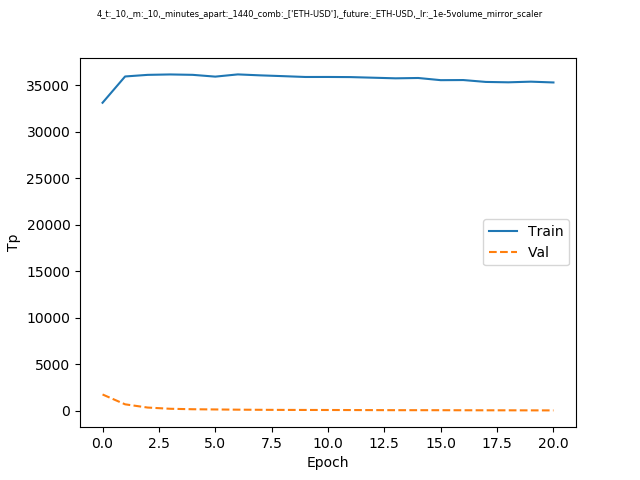 4_t:_10,_m:_10,_minutes_apart:_1440_comb:_['ETH-USD'],_future:_ETH-USD,_lr:_1e-5volume_mirror_scaler
35000
30000
25000
20000
15000
10000
5000
0
Tp
Train
Val
0.0 2.5 5.0 7.5 10.0 12.5 15.0 17.5 20.0
Epoch